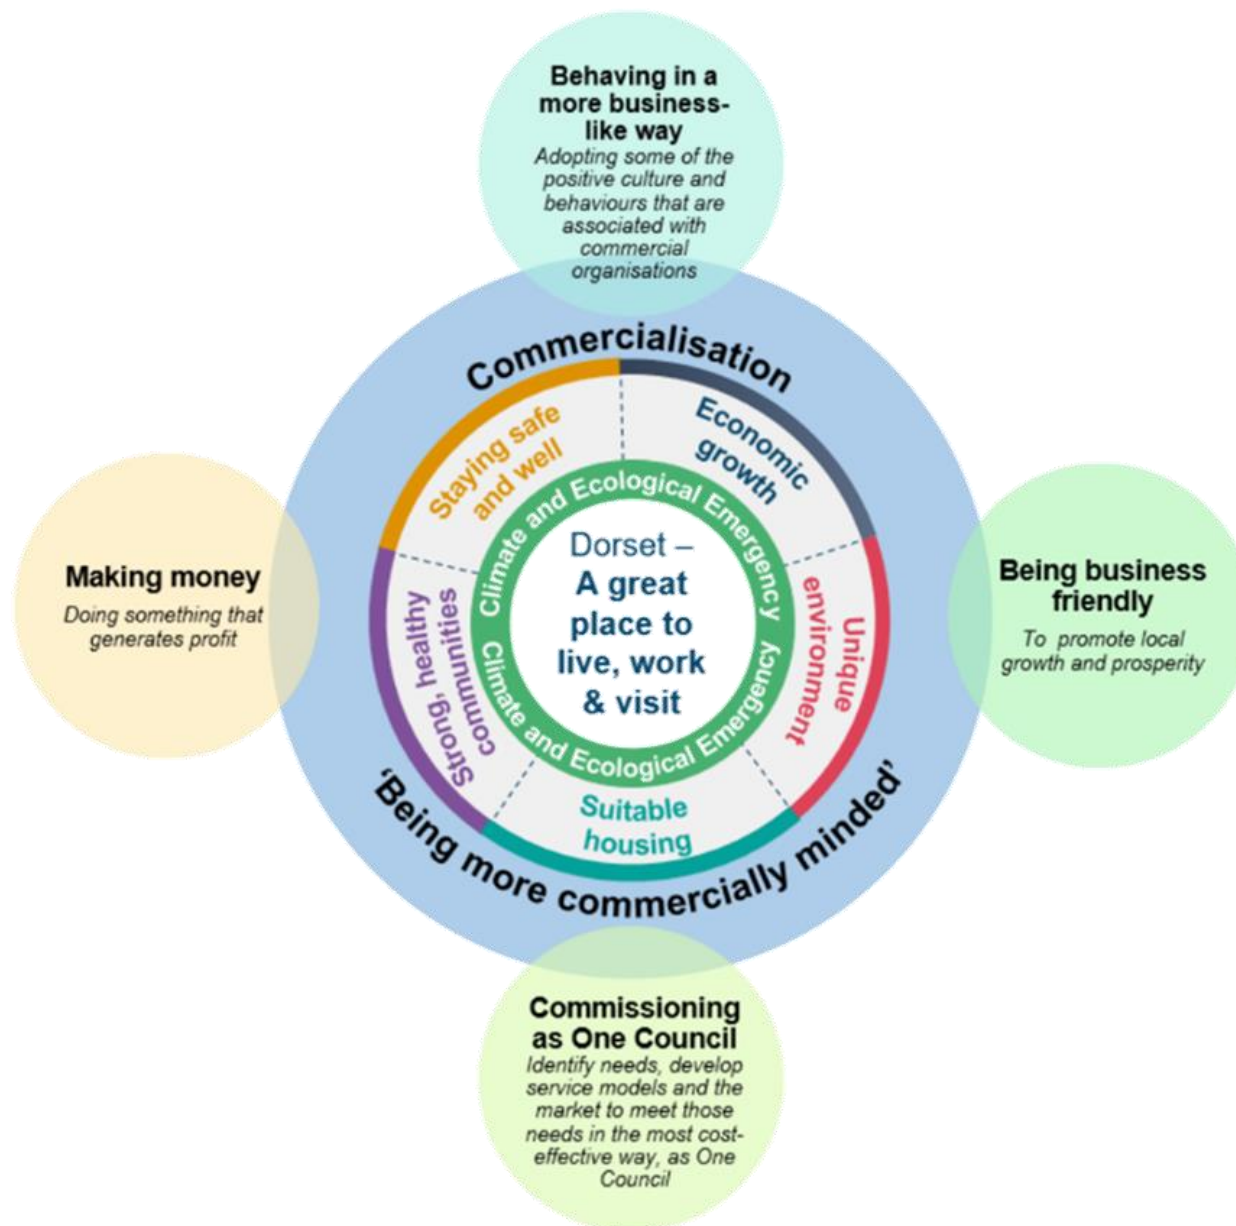 Behaving in a
more business-
like way
Adopting some of the
positive culture and
behaviours that are
associated with
commercial
organisations
Commercialisation
Staying safe
and well
Economic
growth
Climate and Ecological Emergency
Dorset –
A great
place to
live, work
& visit
Climate and Ecological Emergency
Making money
Doing something that
generates profit
Strong, healthy
communities
Unique
environment
Being business
friendly
To promote local
growth and prosperity
Suitable
housing
‘Being more commercially minded’
Commissioning
as One Council
Identify needs, develop
service models and the
market to meet those
needs in the most cost-
effective way, as One
Council